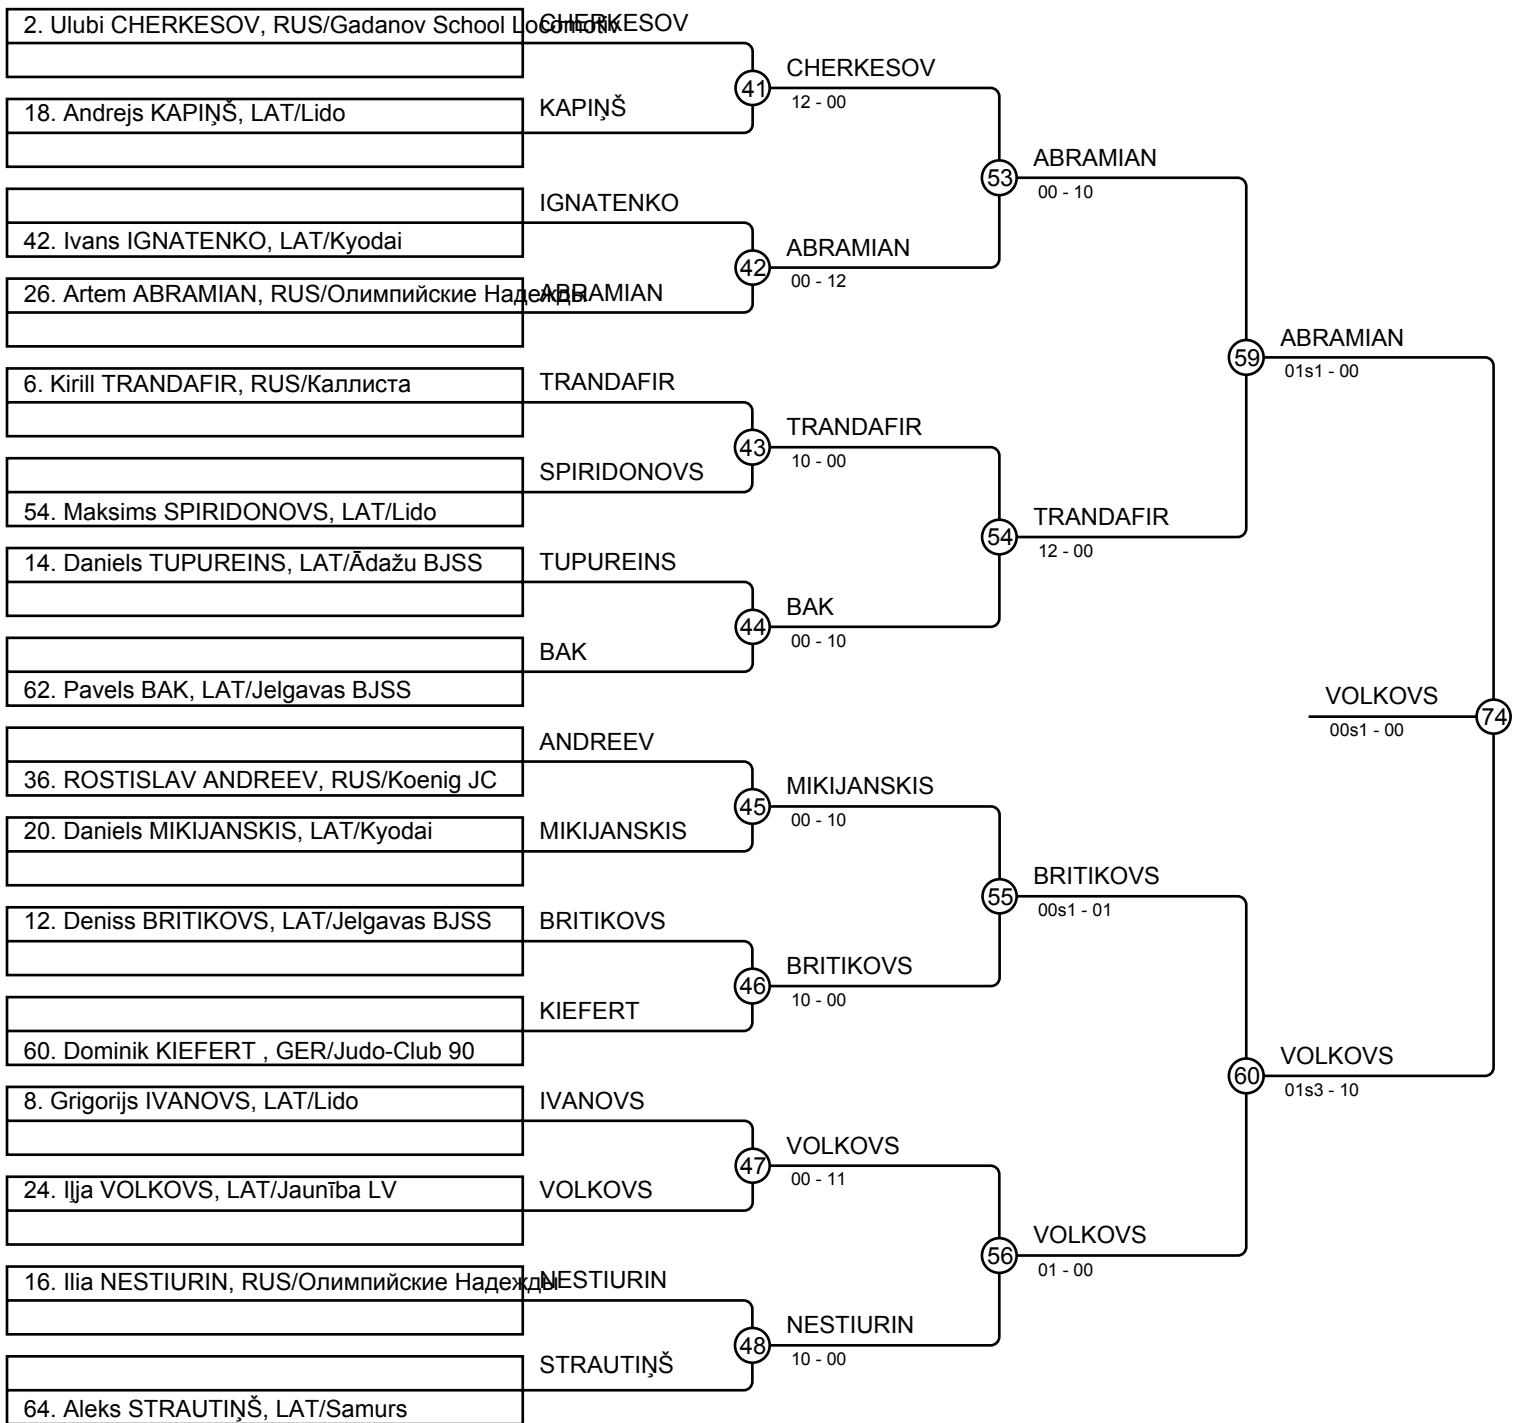 2. Ulubi CHERKESOV, RUS/Gadanov School Locomotiv
CHERKESOV
18. Andrejs KAPIŅŠ, LAT/Lido
KAPIŅŠ
41
CHERKESOV
12 - 00
42. Ivans IGNATENKO, LAT/Kyodai
IGNATENKO
26. Artem ABRAMIAN, RUS/Олимпийские Надежды
ABRAMIAN
42
ABRAMIAN
00 - 12
53
ABRAMIAN
00 - 10
6. Kirill TRANDAFIR, RUS/Каллиста
TRANDAFIR
54. Maksims SPIRIDONOVS, LAT/Lido
SPIRIDONOVS
43
TRANDAFIR
10 - 00
14. Daniels TUPUREINS, LAT/Ādažu BJSS
TUPUREINS
62. Pavels BAK, LAT/Jelgavas BJSS
BAK
44
BAK
00 - 10
54
TRANDAFIR
12 - 00
59
ABRAMIAN
01s1 - 00
36. ROSTISLAV ANDREEV, RUS/Koenig JC
ANDREEV
20. Daniels MIKIJANSKIS, LAT/Kyodai
MIKIJANSKIS
45
MIKIJANSKIS
00 - 10
12. Deniss BRITIKOVS, LAT/Jelgavas BJSS
BRITIKOVS
60. Dominik KIEFERT , GER/Judo-Club 90
KIEFERT
46
BRITIKOVS
10 - 00
55
BRITIKOVS
00s1 - 01
8. Grigorijs IVANOVS, LAT/Lido
IVANOVS
24. Iļja VOLKOVS, LAT/Jaunība LV
VOLKOVS
47
VOLKOVS
00 - 11
16. Ilia NESTIURIN, RUS/Олимпийские Надежды
NESTIURIN
64. Aleks STRAUTIŅŠ, LAT/Samurs
STRAUTIŅŠ
48
NESTIURIN
10 - 00
56
VOLKOVS
01 - 00
60
VOLKOVS
01s3 - 10
VOLKOVS
74
00s1 - 00